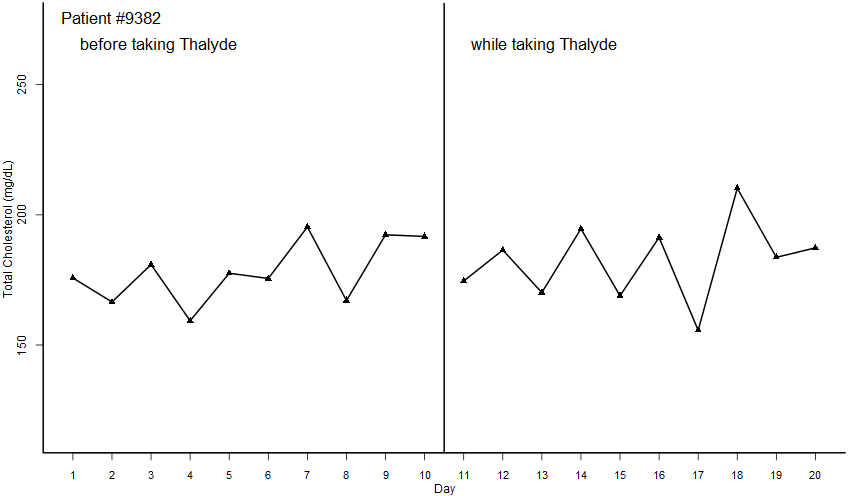 Patient #9382
before taking Thalyde
while taking Thalyde
Total Cholesterol (mg/dL)
250
200
150
1 2 3 4 5 6 7 8 9 10 11 12 13 14 15 16 17 18 19 20
Day